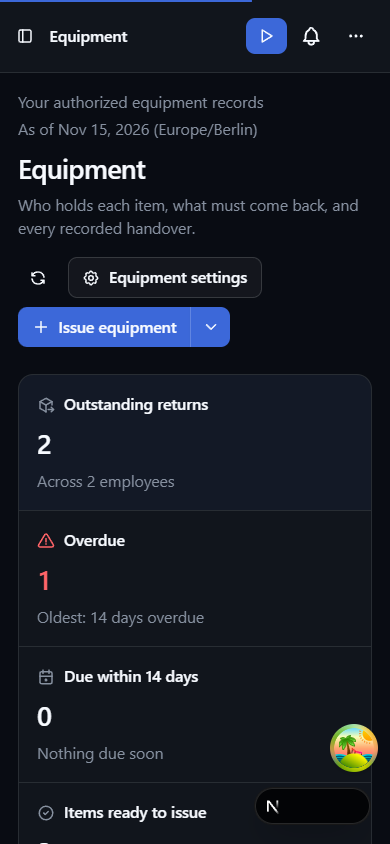 Equipment
Your authorized equipment records
As of Nov 15, 2026 (Europe/Berlin)
Equipment
Who holds each item, what must come back, and
every recorded handover.
Equipment settings
Issue equipment
Outstanding returns
2
Across 2 employees
Overdue
1
Oldest: 14 days overdue
Due within 14 days
0
Nothing due soon
Items ready to issue
N